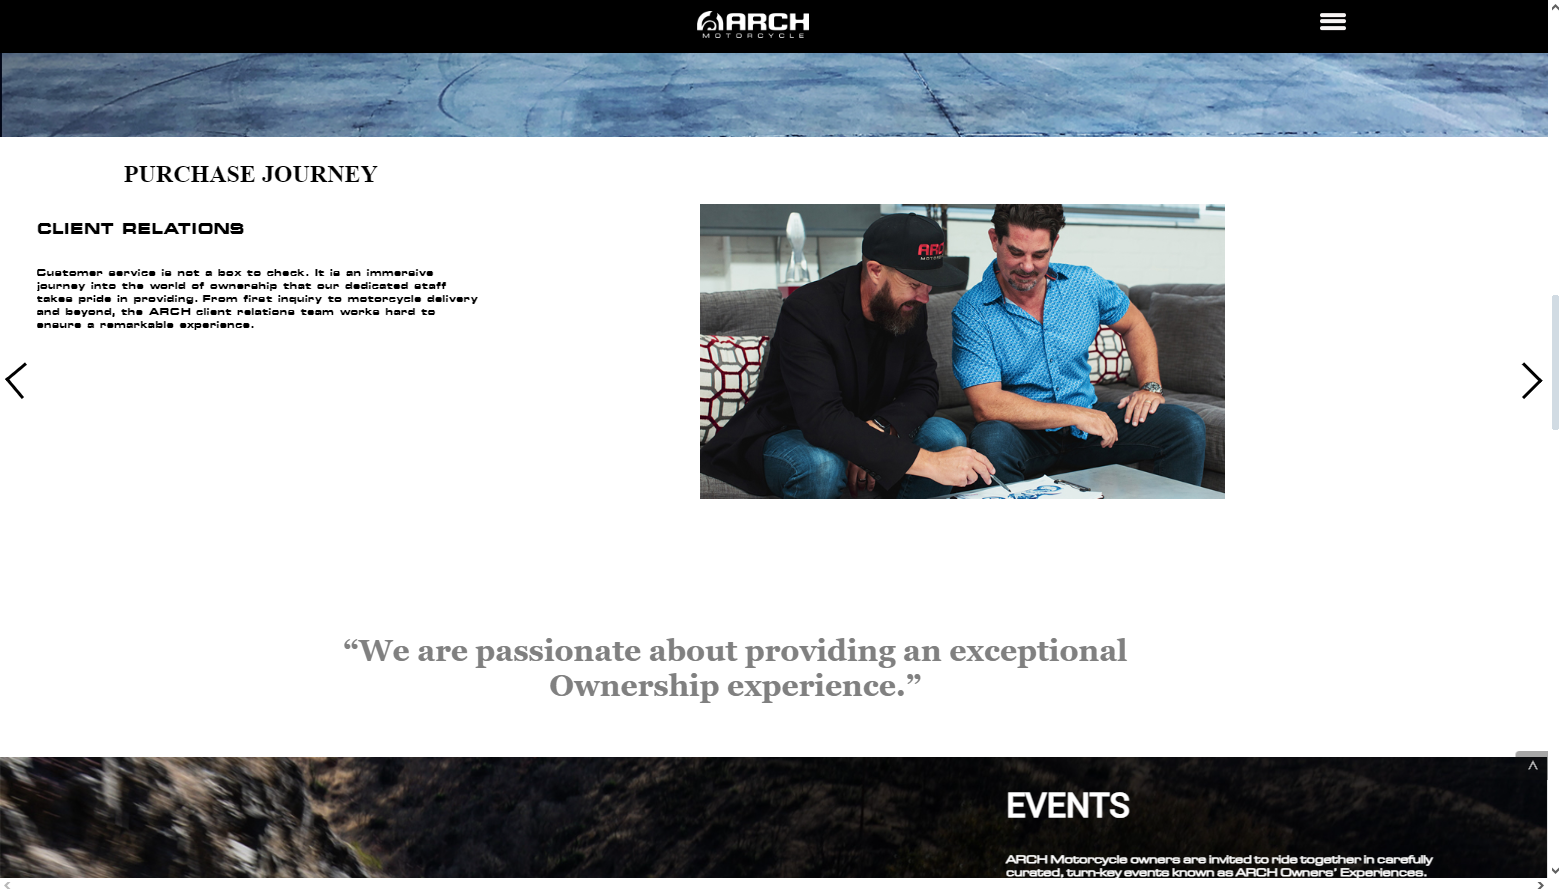 ARCH
MOTORCYCLE
PURCHASE JOURNEY
CLIENT RELATIONS
Customer service is not a box to check. It is an immersive
journey into the world of ownership that our dedicated staff
takes pride in providing. From first inquiry to motorcycle delivery
and beyond, the ARCH client relations team works hard to
ensure a remarkable experience.
“We are passionate about providing an exceptional
Ownership experience.”
EVENTS
ARCH Motorcycle owners are invited to ride together in carefully
curated, turn-key events known as ARCH Owners’ Experiences.